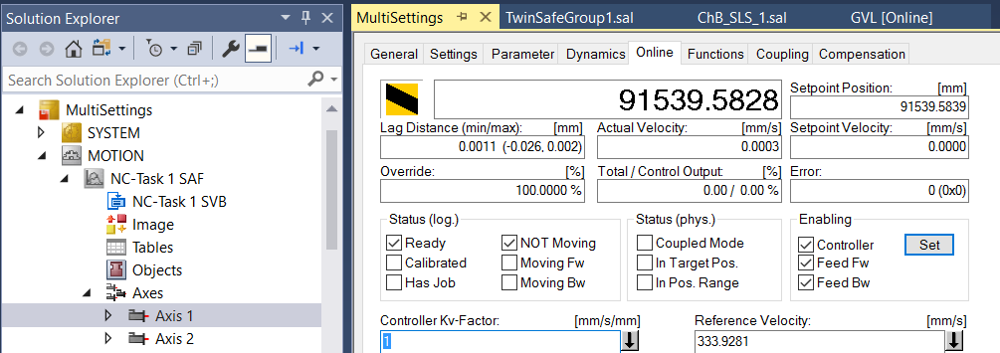 Solution Explorer
Search Solution Explorer (Ctrl+;)
MultiSettings
SYSTEM
MOTION
NC-Task 1 SAF
NC-Task 1 SVB
Image
Tables
Objects
Axes
Axis 1
Axis 2
MultiSettings TwinSafeGroup1.sal ChB_SLS_1.sal GVL [Online]
General Settings Parameter Dynamics Online Functions Coupling Compensation
91539.5828
Setpoint Position: [mm]
91539.5839
Lag Distance (min/max): [mm] Actual Velocity: [mm/s] Setpoint Velocity: [mm/s]
0.0011 (-0.026, 0.002) 0.0003 0.0000
Override: [%] Total / Control Output: [%] Error:
100.0000 % 0.00 / 0.00 % 0 (0x0)
Status (log.) Status (phys.) Enabling
Ready NOT Moving Coupled Mode Controller Set
Calibrated Moving Fw In Target Pos. Feed Fw
Has Job Moving Bw In Pos. Range Feed Bw
Controller Kv-Factor: [mm/s/mm] Reference Velocity: [mm/s]
1 333.9281